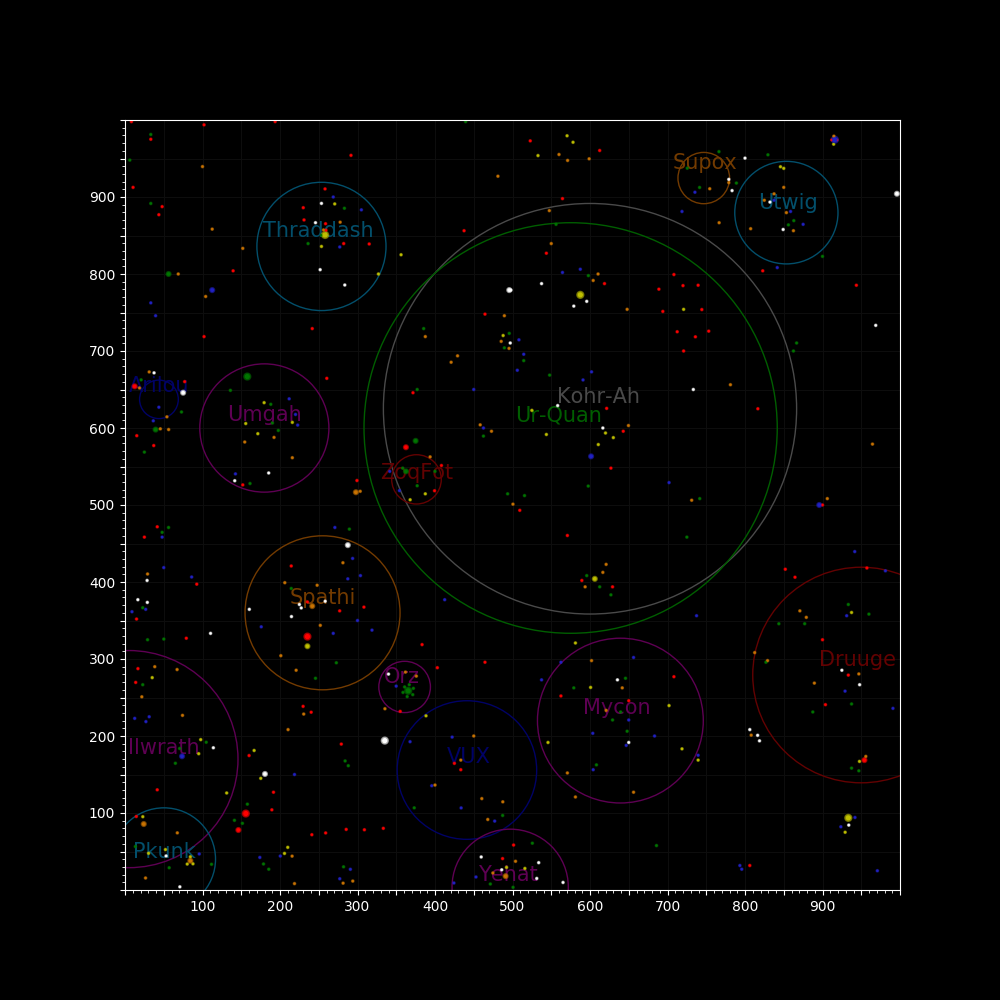 Supox
900
Utwig
Thraddash
800
700
Arilou
Kohr-Ah
Umgah
Ur-Quan
600
ZoqFot
500
400
Spathi
300
Druuge
Orz
Mycon
200
Ilwrath
VUX
100
Pkunk
Yehat
100 200 300 400 500 600 700 800 900